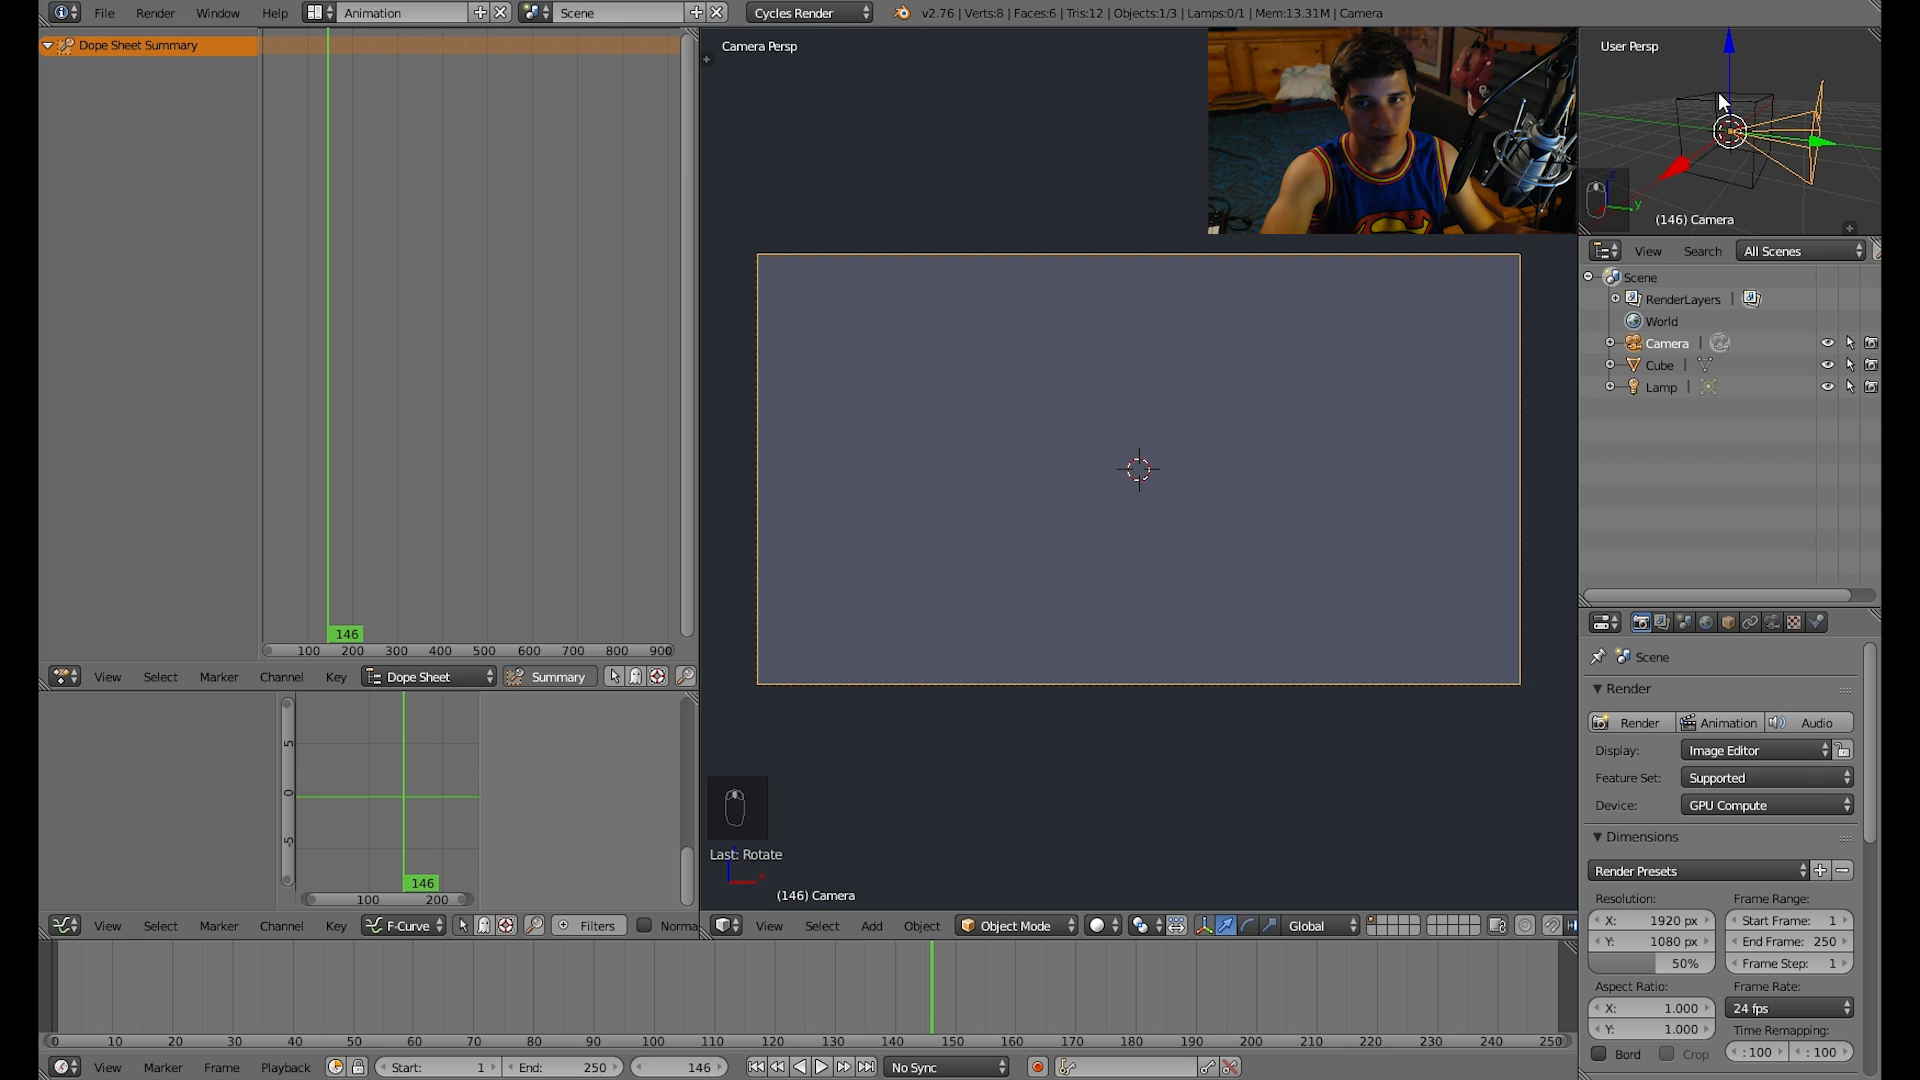 File Render Window Help Animation Scene Cycles Render v2.76 | Verts:8 | Faces:6 | Tris:12 | Objects:1/3 | Lamps:0/1 | Mem:13.31M | Camera
Dope Sheet Summary
146
100 200 300 400 500 600 700 800 900
View Select Marker Channel Key Dope Sheet Summary
5
0
-5
146
100 200
View Select Marker Channel Key F-Curve Filters Norma
Camera Persp
Last: Rotate
(146) Camera
View Select Add Object Object Mode Global
User Persp
z
y
(146) Camera
View Search All Scenes
Scene
RenderLayers |
World
Camera |
Cube |
Lamp |
Scene
Render
Render Animation Audio
Display: Image Editor
Feature Set: Supported
Device: GPU Compute
Dimensions
Render Presets
Resolution: Frame Range:
X: 1920 px Start Frame: 1
Y: 1080 px End Frame: 250
50% Frame Step: 1
Aspect Ratio: Frame Rate:
X: 1.000 24 fps
Y: 1.000 Time Remapping:
Bord Crop : 100 : 100
0 10 20 30 40 50 60 70 80 90 100 110 120 130 140 150 160 170 180 190 200 210 220 230 240 250
View Marker Frame Playback Start: 1 End: 250 146 No Sync